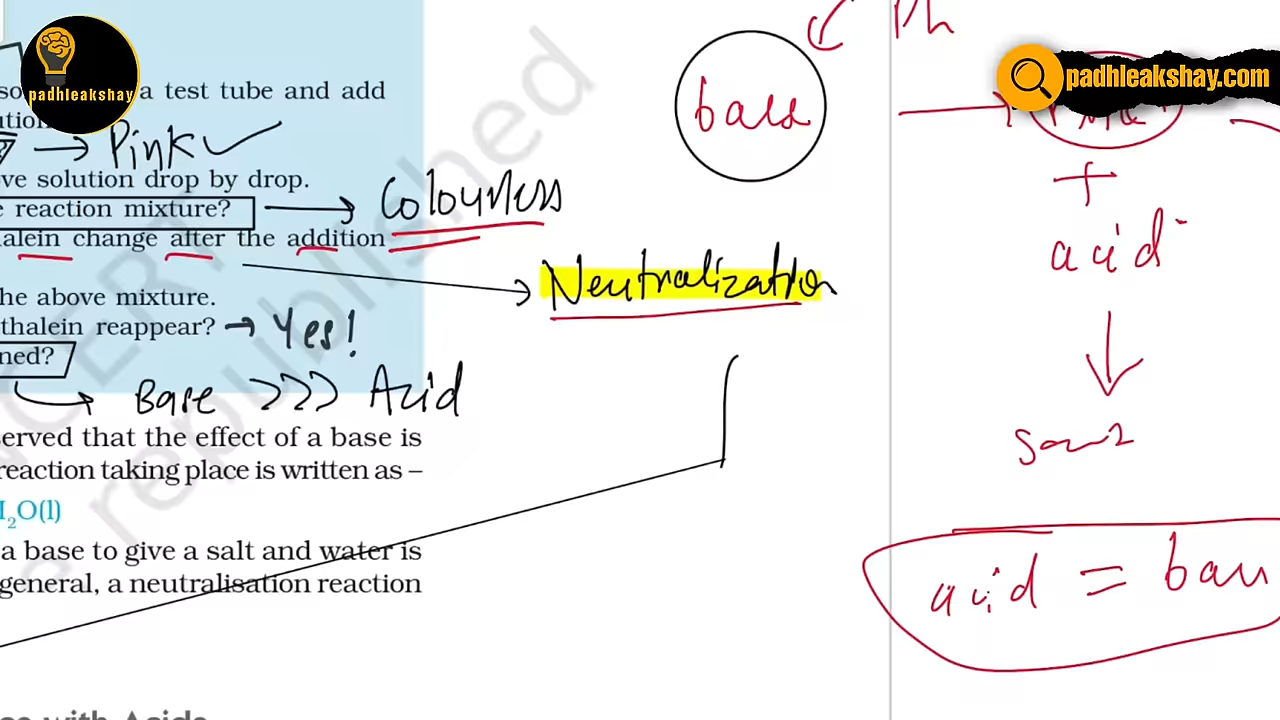 padhleakshay
padhleakshay.com
a test tube and add
→ Pink ✓
ve solution drop by drop.
e reaction mixture? → Colourless
alein change after the addition
→ Neutralization
he above mixture.
thalein reappear? → Yes!
ned?
→ Base >>> Acid
erved that the effect of a base is
reaction taking place is written as –
H₂O(l)
a base to give a salt and water is
general, a neutralisation reaction
Ph
base
+
acid
acid =
republished